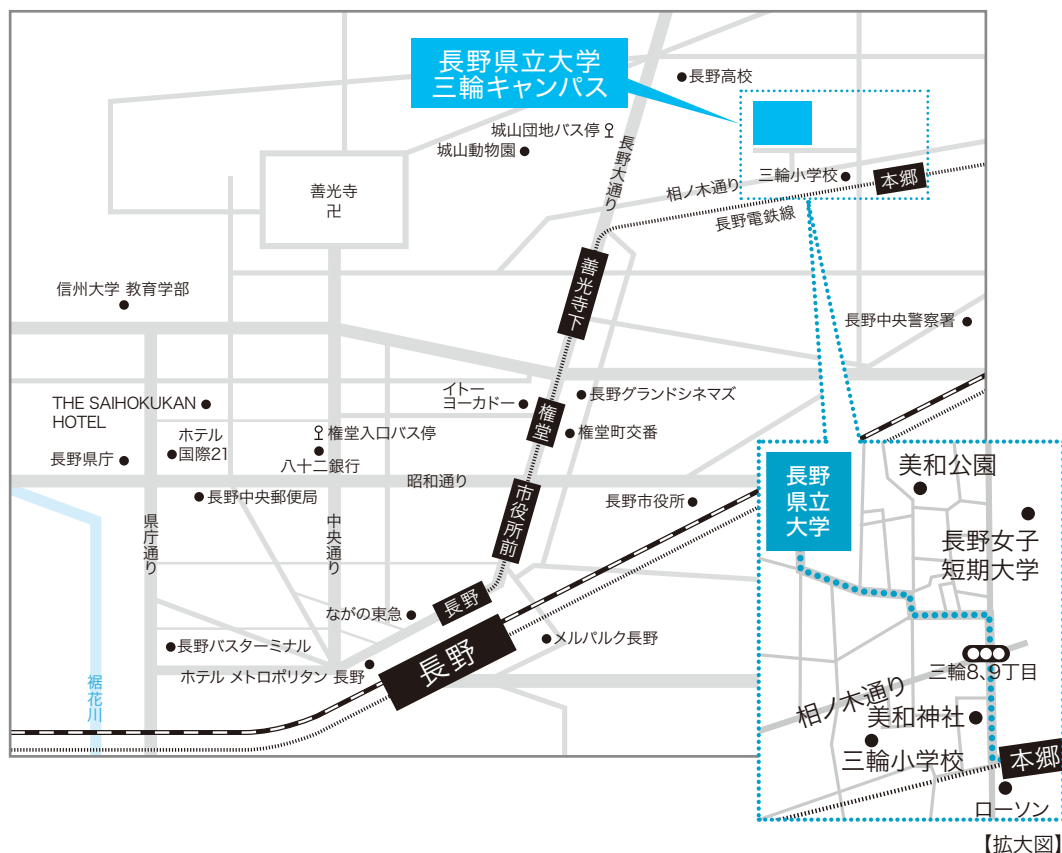 長野県立大学
三輪キャンパス
長野高校
城山団地バス停
城山動物園
長野大通り
善光寺
卍
三輪小学校
本郷
相ノ木通り
長野電鉄線
善光寺下
信州大学 教育学部
長野中央警察署
イトー
ヨーカドー
長野グランドシネマズ
THE SAIHOKUKAN
HOTEL
権堂
権堂町交番
権堂入口バス停
ホテル
国際21
長野県庁
八十二銀行
昭和通り
長野中央郵便局
市役所前
長野市役所
県庁通り
中央通り
長野
ながの東急
長野
メルパルク長野
長野バスターミナル
ホテル メトロポリタン 長野
裾花川
長野
県立
大学
美和公園
長野女子
短期大学
三輪8、9丁目
相ノ木通り
美和神社
三輪小学校
本郷
ローソン
【拡大図】